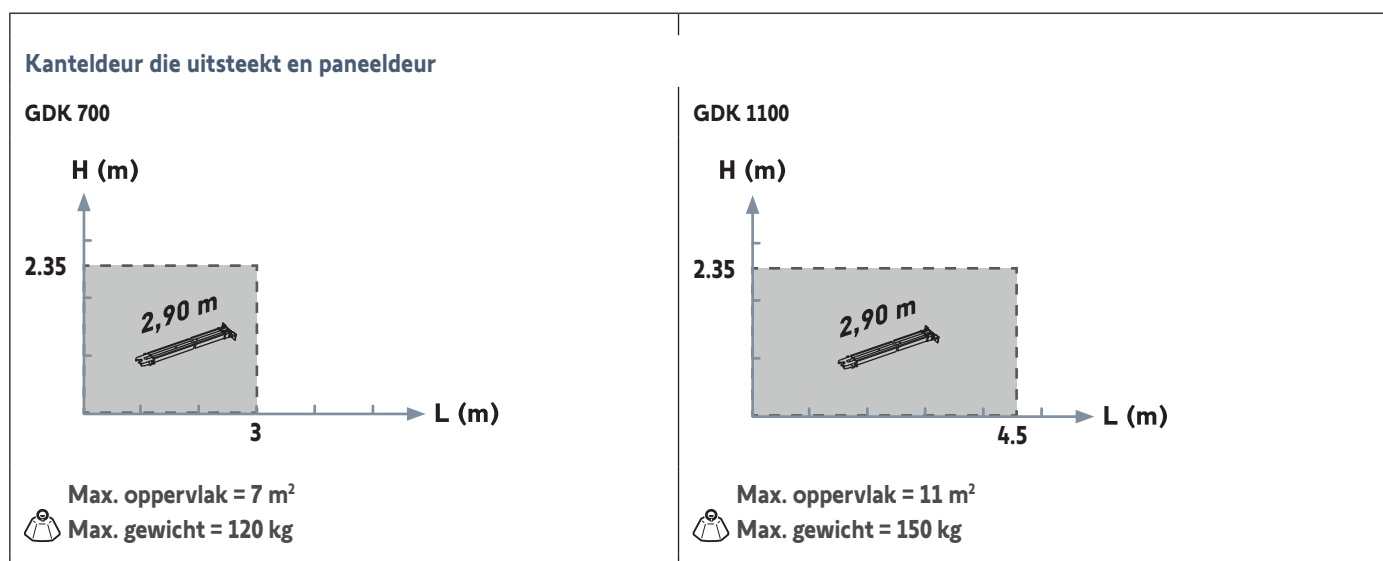 Kanteldeur die uitsteekt en paneeldeur
GDK 700
H (m)
2.35
2,90 m
L (m)
3
Max. oppervlak = 7 m²
Max. gewicht = 120 kg
GDK 1100
H (m)
2.35
2,90 m
L (m)
4.5
Max. oppervlak = 11 m²
Max. gewicht = 150 kg